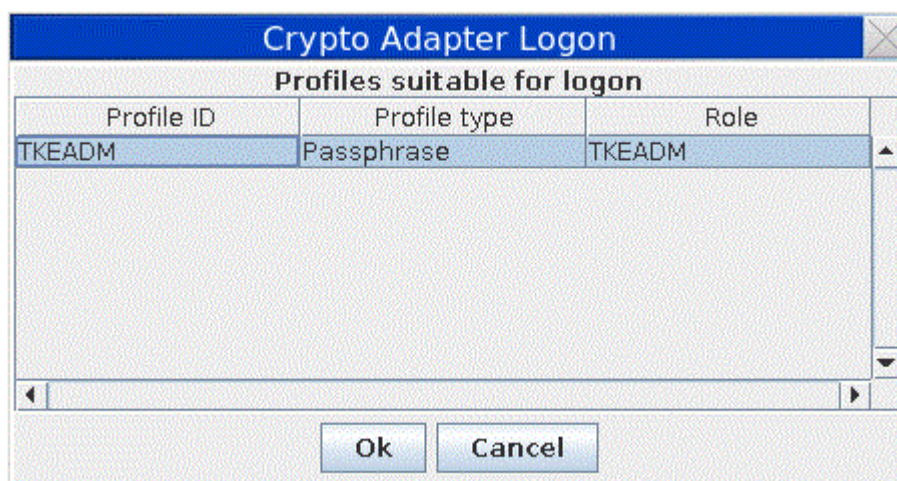 Crypto Adapter Logon
Profiles suitable for logon
Profile ID Profile type Role
TKEADM Passphrase TKEADM
Ok Cancel